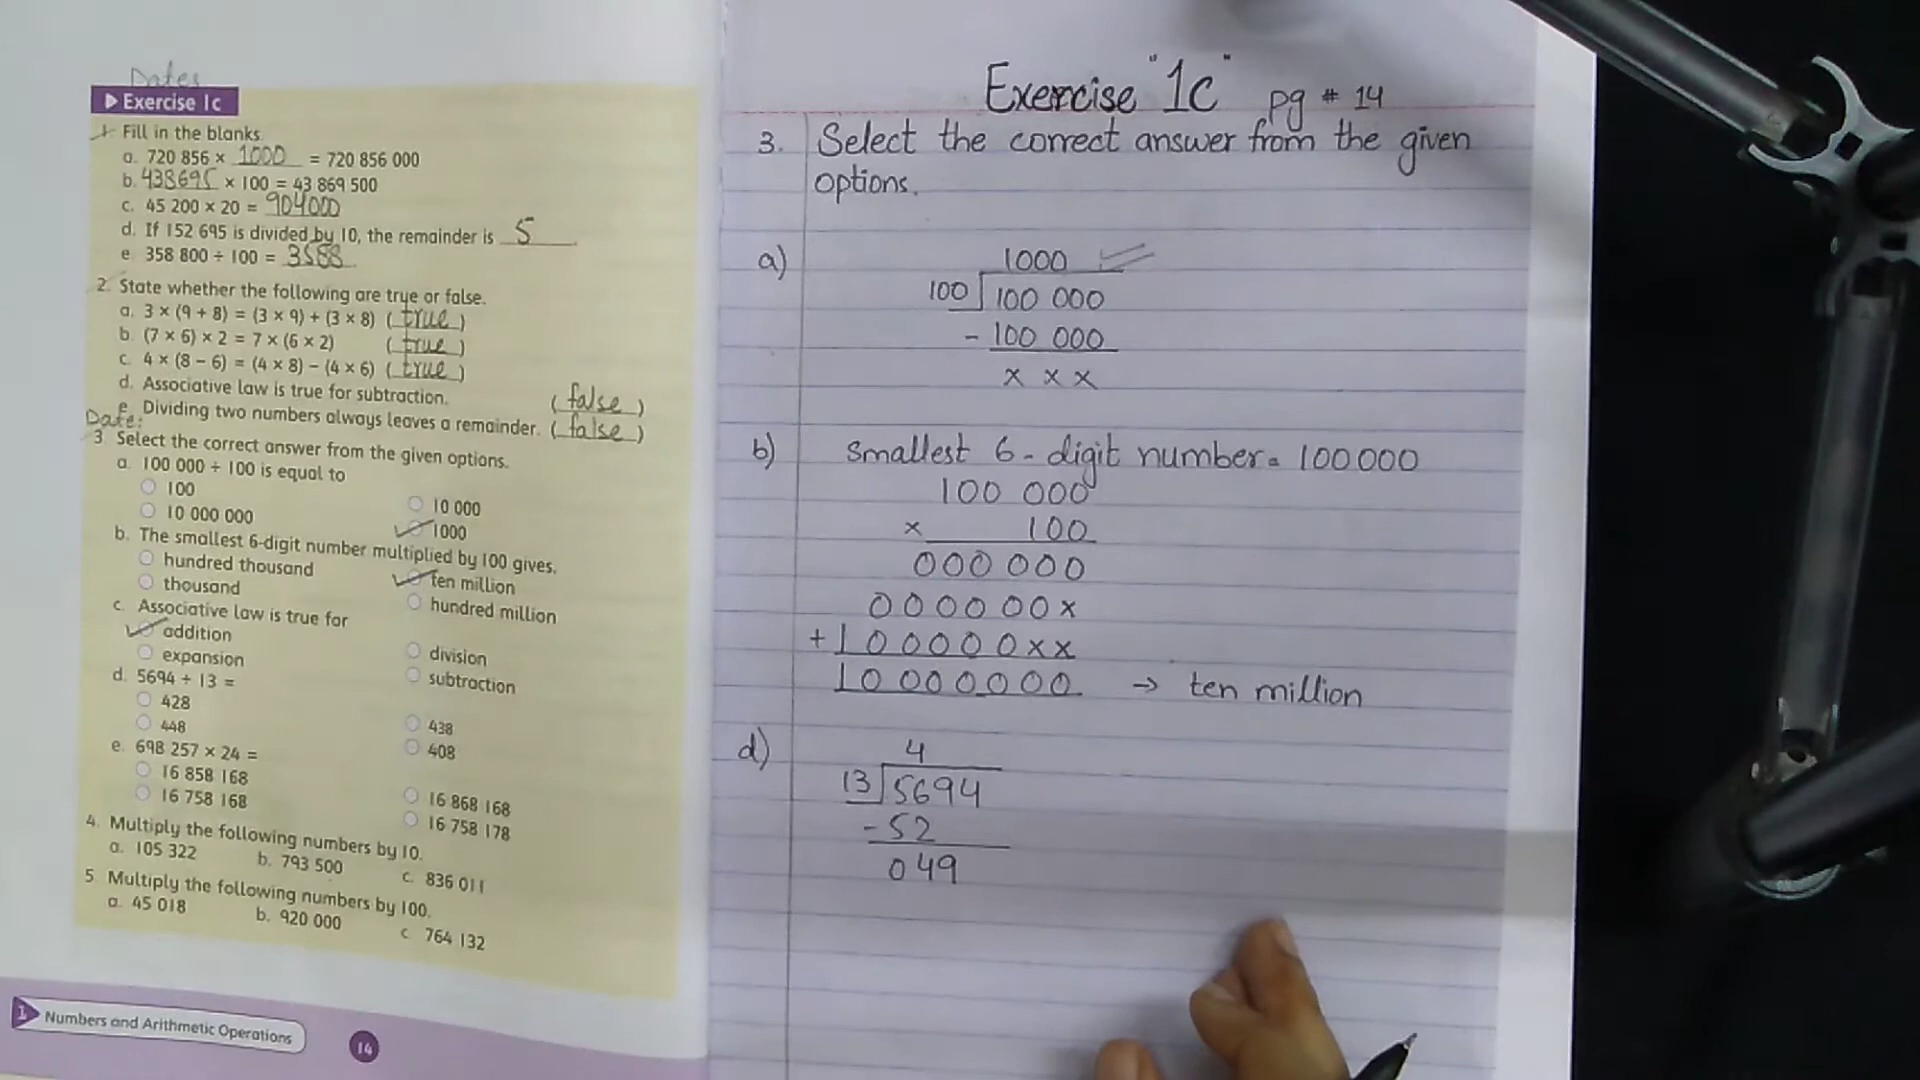 Dates
Exercise 1c
1. Fill in the blanks.
a. 720 856 × 1000 = 720 856 000
b. 438695 × 100 = 43 869 500
c. 45 200 × 20 = 904000
d. If 152 695 is divided by 10, the remainder is 5.
e. 358 800 ÷ 100 = 3588
2. State whether the following are true or false.
a. 3 × (9 + 8) = (3 × 9) + (3 × 8) (true)
b. (7 × 6) × 2 = 7 × (6 × 2) (true)
c. 4 × (8 – 6) = (4 × 8) – (4 × 6) (true)
d. Associative law is true for subtraction. (false)
e. Dividing two numbers always leaves a remainder. (false)
Date:
3. Select the correct answer from the given options.
a. 100 000 ÷ 100 is equal to
100 10 000
10 000 000 1000
b. The smallest 6-digit number multiplied by 100 gives.
hundred thousand ten million
thousand hundred million
c. Associative law is true for
addition division
expansion subtraction
d. 5694 ÷ 13 =
428 438
448 408
e. 698 257 × 24 =
16 858 168 16 868 168
16 758 168 16 758 178
4. Multiply the following numbers by 10.
a. 105 322 b. 793 500 c. 836 011
5. Multiply the following numbers by 100.
a. 45 018 b. 920 000 c. 764 132
1 Numbers and Arithmetic Operations 14
Exercise "1c" pg # 14
3. Select the correct answer from the given
options.
a) 1000
100 100 000
- 100 000
x x x
b) Smallest 6-digit number = 100000
100 000
x 100
000 000
000000x
+100000xx
10000000 → ten million
d) 4
13 5694
-52
049